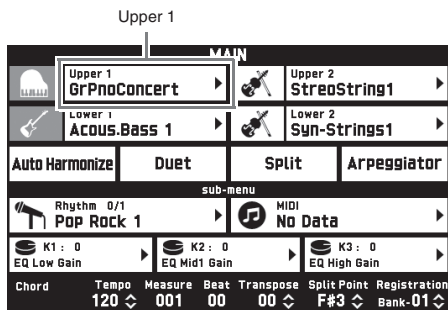 Upper 1
MAIN
Upper 1
GrPnoConcert
Upper 2
StreoString1
Lower 1
Acous.Bass 1
Lower 2
Syn-Strings1
Auto Harmonize Duet Split Arpeggiator
sub-menu
Rhythm 0/1
Pop Rock 1
MIDI
No Data
K1 : 0
EQ Low Gain
K2 : 0
EQ Mid1 Gain
K3 : 0
EQ High Gain
Chord Tempo Measure Beat Transpose Split Point Registration
120 001 00 00 F#3 Bank-01